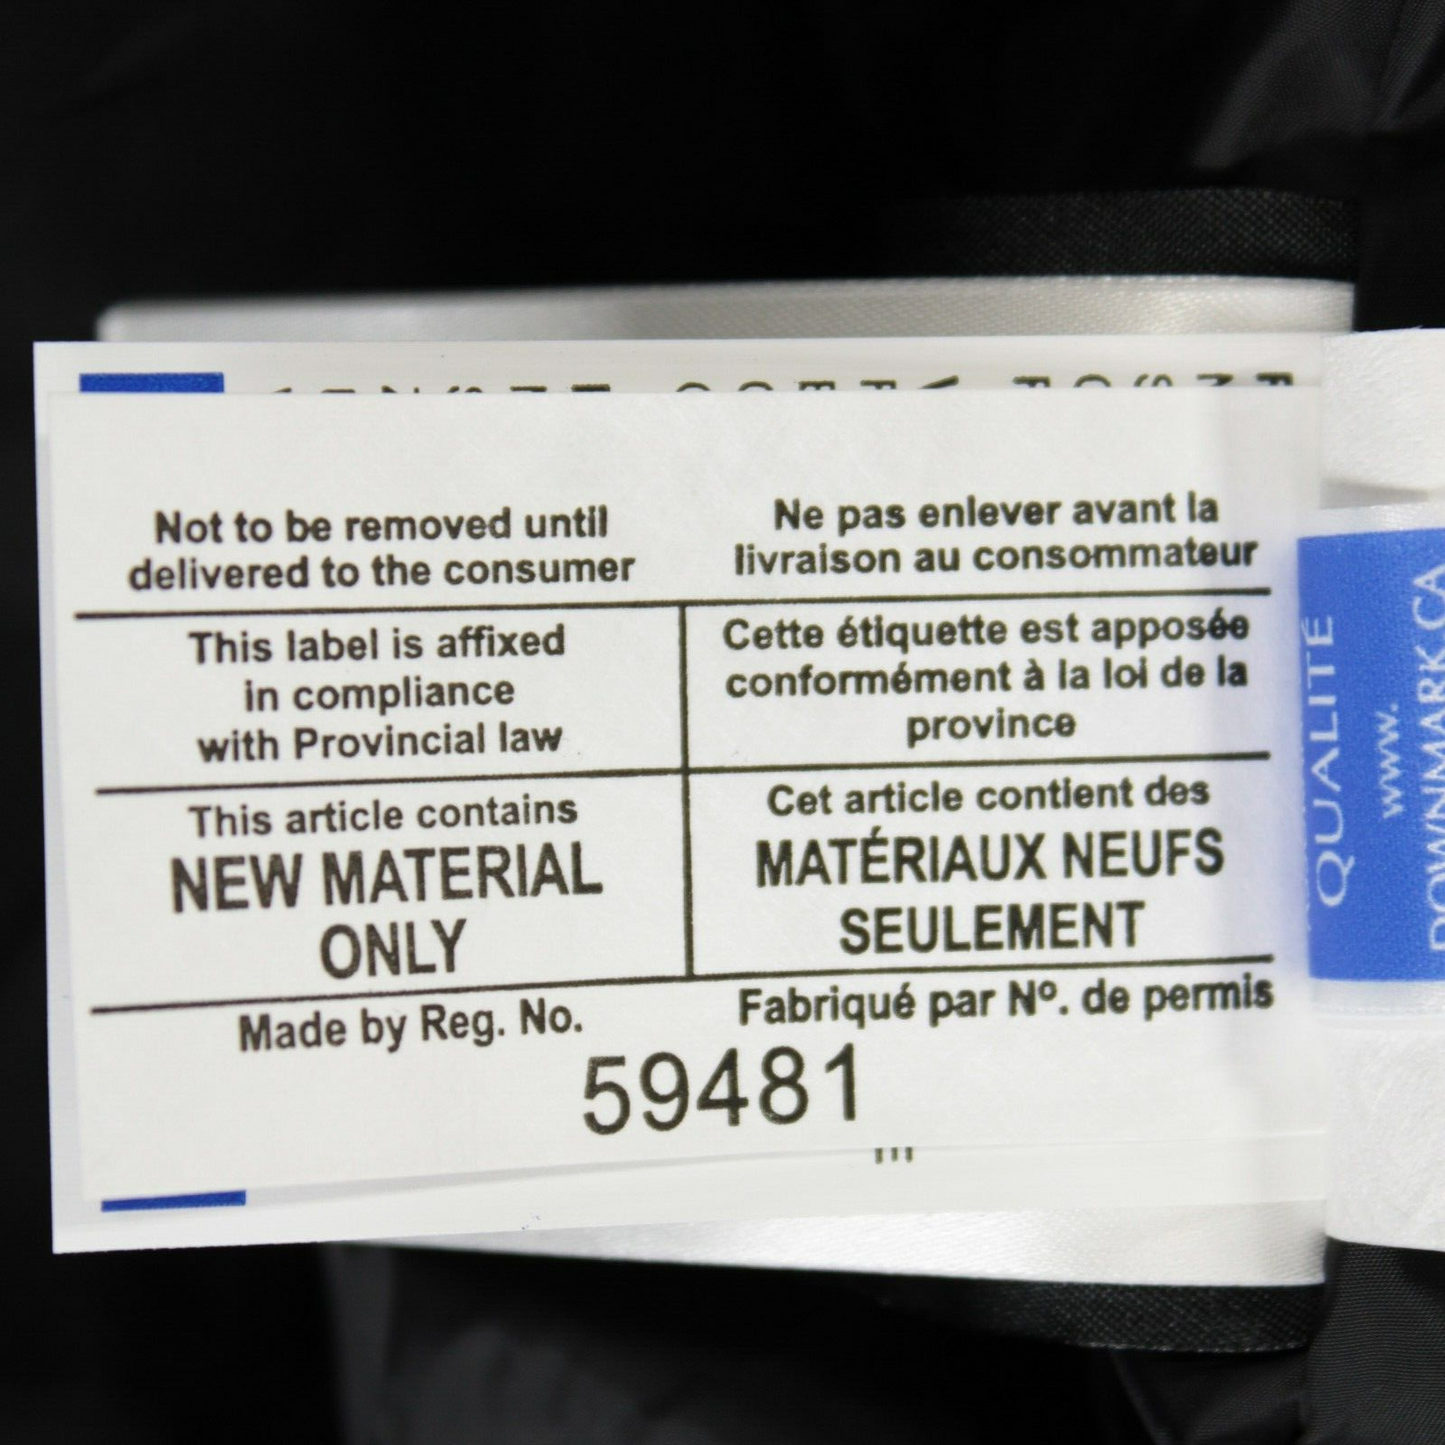 Not to be removed until
delivered to the consumer
Ne pas enlever avant la
livraison au consommateur
This label is affixed
in compliance
with Provincial law
Cette étiquette est apposée
conformément à la loi de la
province
This article contains
NEW MATERIAL
ONLY
Cet article contient des
MATÉRIAUX NEUFS
SEULEMENT
Made by Reg. No.
Fabriqué par Nº. de permis
59481
QUALITÉ
www.
DOWNMARK.CA